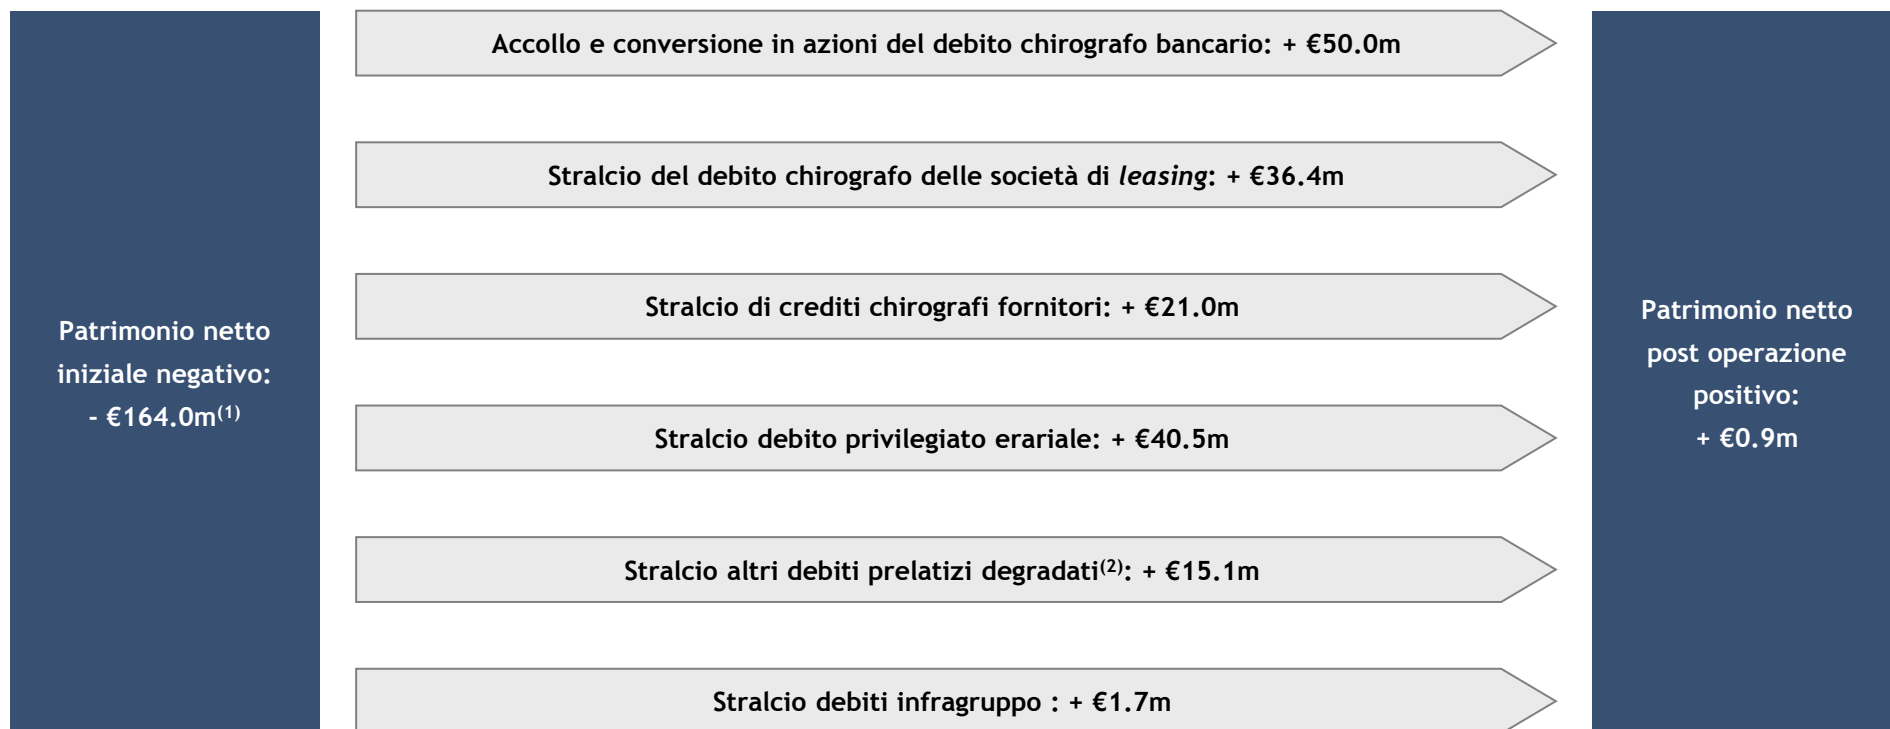 Accollo e conversione in azioni del debito chirografo bancario: + €50.0m
Stralcio del debito chirografo delle società di leasing: + €36.4m
Stralcio di crediti chirografi fornitori: + €21.0m
Patrimonio netto
iniziale negativo:
- €164.0m(1)
Patrimonio netto
post operazione
positivo:
+ €0.9m
Stralcio debito privilegiato erariale: + €40.5m
Stralcio altri debiti prelatizi degradati(2): + €15.1m
Stralcio debiti infragruppo : + €1.7m